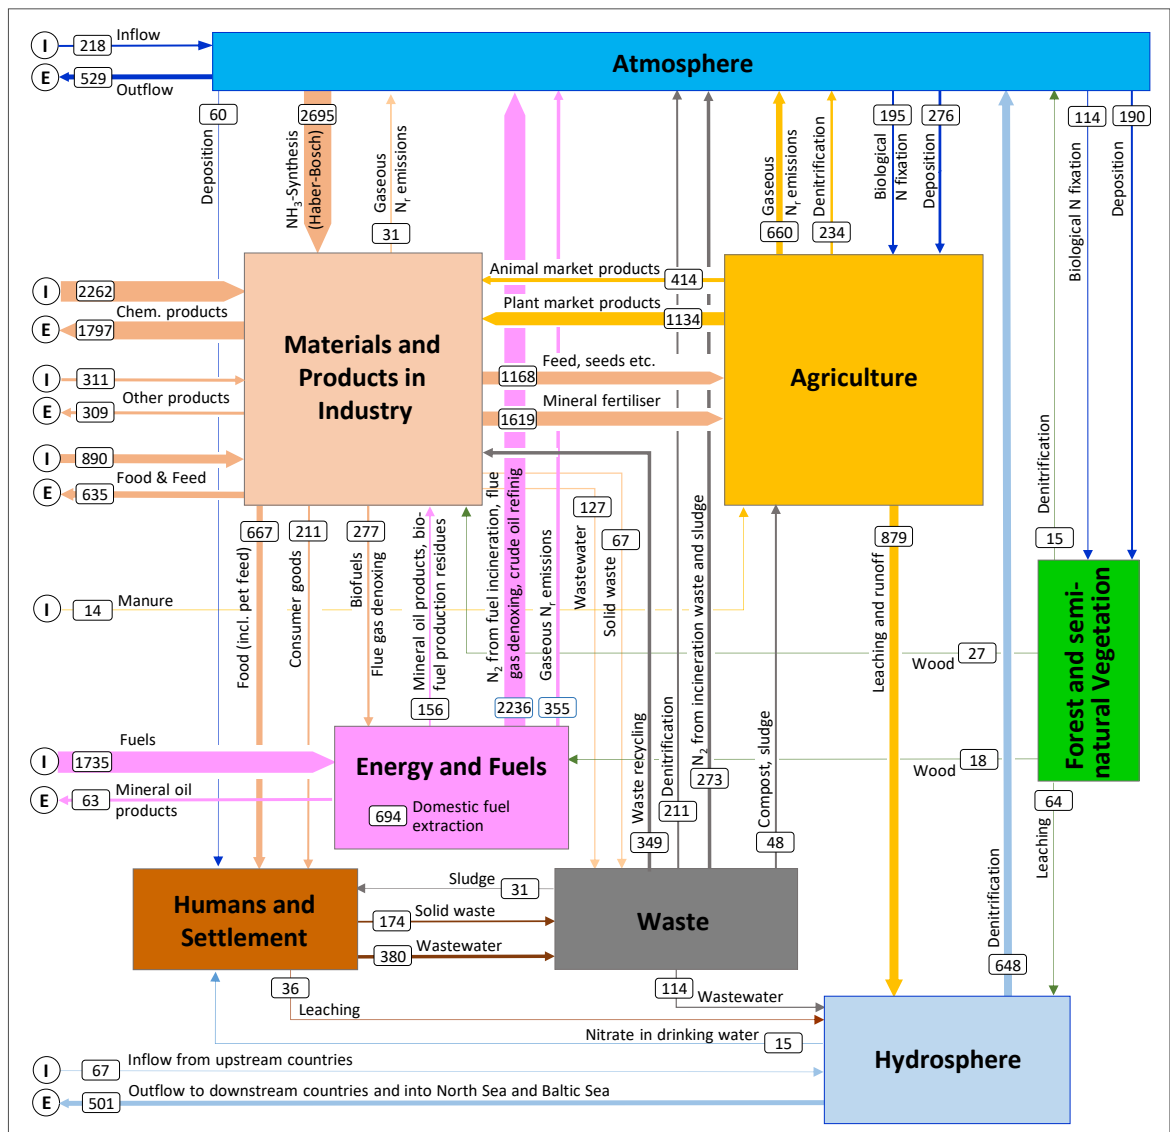 I 218 Inflow
E 529
Outflow
Atmosphere
60
2695
195
276
114
190
Deposition
NH3-Synthesis
(Haber-Bosch)
Gaseous
Nr emissions
31
Gaseous
Nr emissions
660
Denitrification
234
Biological
N fixation
Deposition
Biological N fixation
Deposition
Animal market products
414
Plant market products
1134
I 2262
Chem. products
E 1797
I 311
Other products
E 309
I 890
Food & Feed
E 635
Materials and
Products in
Industry
Feed, seeds etc.
1168
Mineral fertiliser
1619
Agriculture
Denitrification
15
667
211
277
Food (incl. pet feed)
Consumer goods
Biofuels
Flue gas denoxing
Mineral oil products, bio-
fuel production residues
156
N2 from fuel incineration, flue
gas denoxing, crude oil refinig
2236
Gaseous Nr emissions
355
127
67
Wastewater
Solid waste
N2 from incineration waste and sludge
273
879
Leaching and runoff
I 14 Manure
Forest and semi-
natural Vegetation
27
Wood
18
Wood
Fuels
I 1735
Mineral oil
products
E 63
Energy and Fuels
694 Domestic fuel
extraction
Waste recycling
349
Denitrification
211
Compost, sludge
48
64
Leaching
Denitrification
648
Humans and
Settlement
Sludge
31
Solid waste
174
Wastewater
380
Waste
36
Leaching
114
Wastewater
Nitrate in drinking water
15
Hydrosphere
Inflow from upstream countries
I 67
Outflow to downstream countries and into North Sea and Baltic Sea
E 501